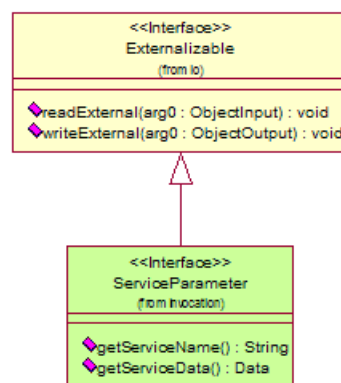 <<Interface>>
Externalizable
(from io)
readExternal(arg0 : ObjectInput) : void
writeExternal(arg0 : ObjectOutput) : void
<<Interface>>
ServiceParameter
(from invocation)
getServiceName() : String
getServiceData() : Data